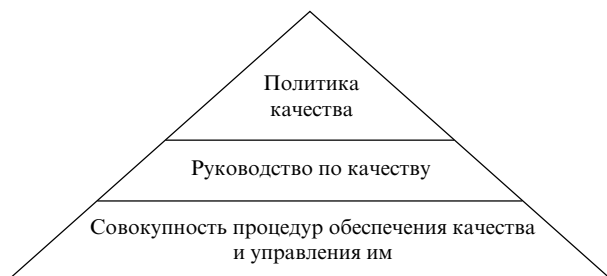 Политика
качества
Руководство по качеству
Совокупность процедур обеспечения качества
и управления им